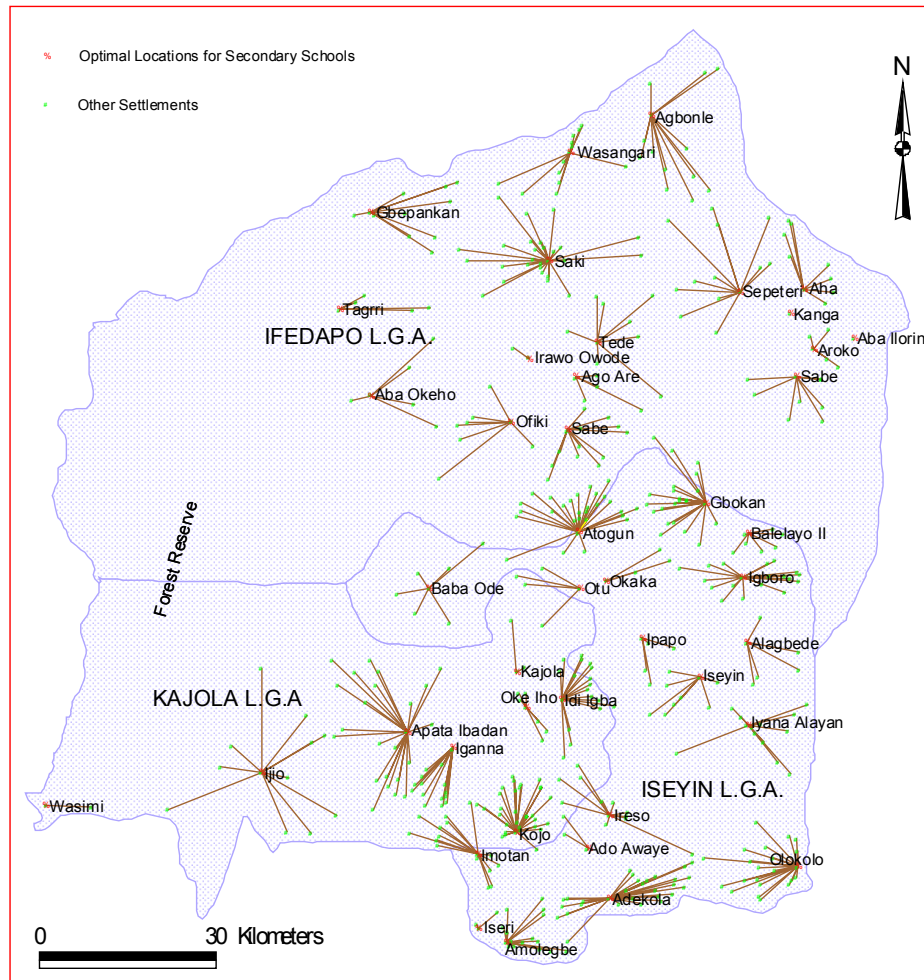 Optimal Locations for Secondary Schools
N
Other Settlements
Agbonle
Wasangari
Gbepankan
Saki
Sepeteri
Aha
Tagrri
Kanga
IFEDAPO L.G.A.
Tede
Aba Ilorin
Aroko
Irawo Owode
Ago Are
Sabe
Aba Okeho
Ofiki
Sabe
Gbokan
Forest Reserve
Atogun
Balelayo II
Igboro
Baba Ode
Otu
Okaka
Ipapo
Alagbede
Kajola
Iseyin
KAJOLA L.G.A
Oke Iho
Idi Igba
Iyana Alayan
Apata Ibadan
Iganna
Ijio
ISEYIN L.G.A.
Wasimi
Ireso
Kojo
Ado Awaye
Imotan
Olokolo
Adekola
Iseri
Amolegbe
0 30 Kilometers